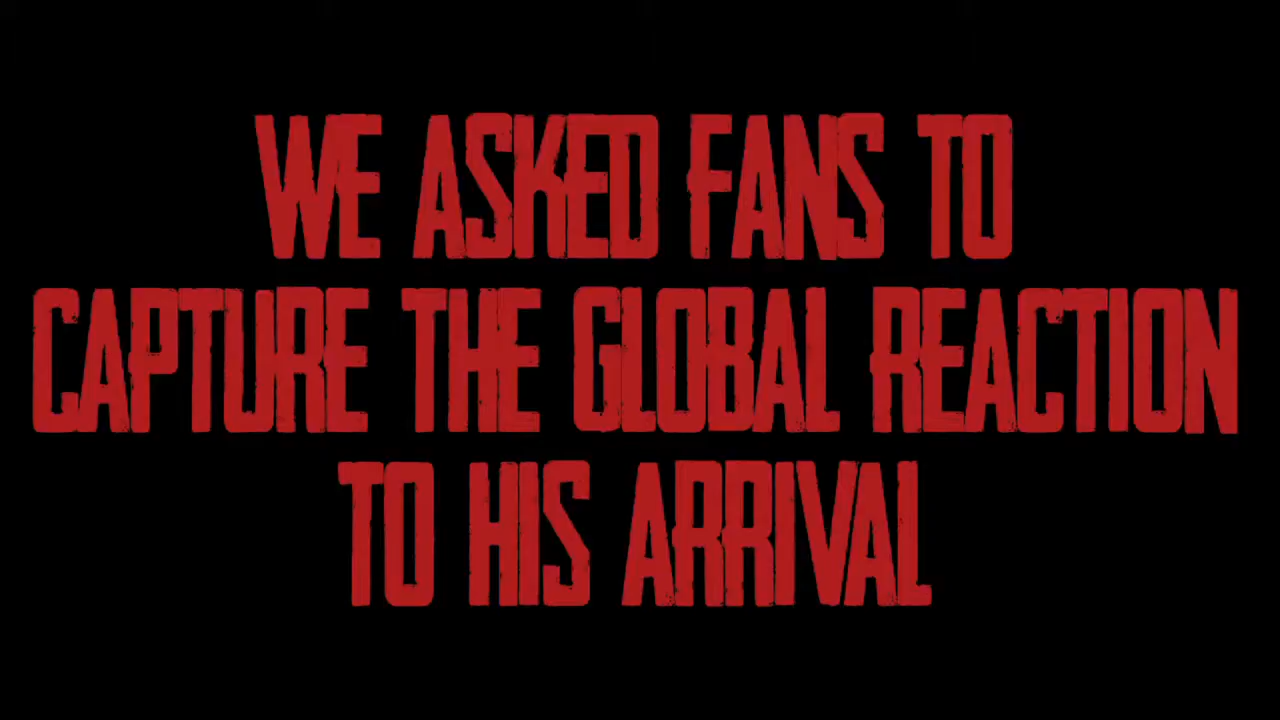 WE ASKED FANS TO
CAPTURE THE GLOBAL REACTION
TO HIS ARRIVAL